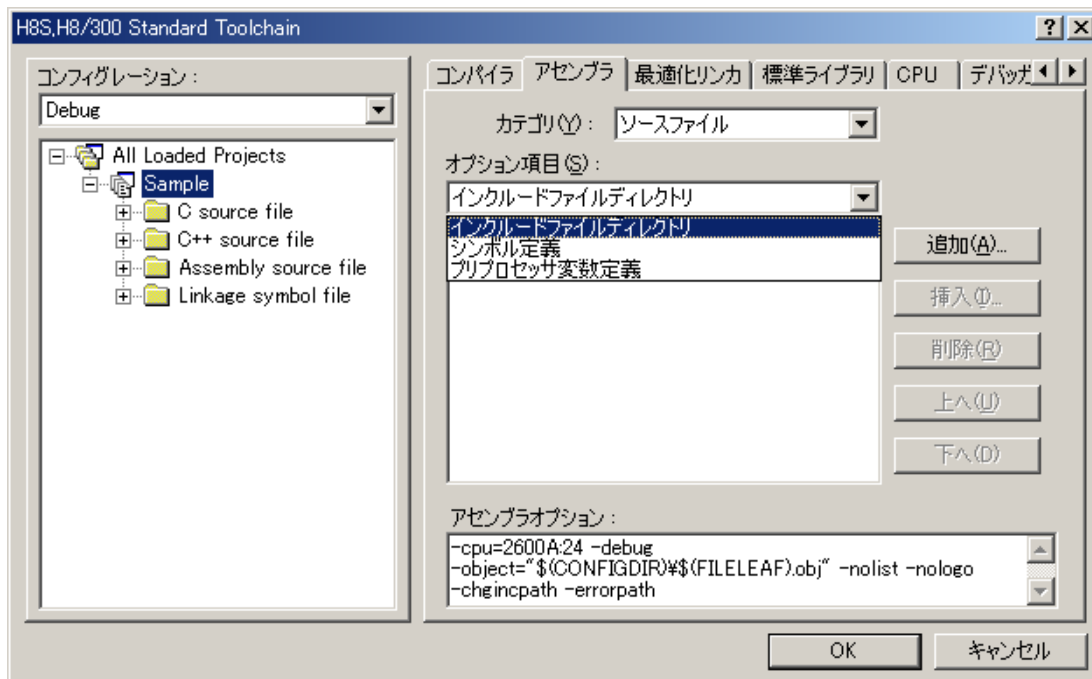 H8S,H8/300 Standard Toolchain
コンフィグレーション :
Debug
All Loaded Projects
Sample
C source file
C++ source file
Assembly source file
Linkage symbol file
コンパイラ アセンブラ 最適化リンカ 標準ライブラリ CPU デバッガ
カテゴリ(Y) : ソースファイル
オプション項目(S) :
インクルードファイルディレクトリ
インクルードファイルディレクトリ
シンボル定義
プリプロセッサ変数定義
追加(A)...
挿入(I)...
削除(R)
上へ(U)
下へ(D)
アセンブラオプション :
-cpu=2600A:24 -debug
-object="$(CONFIGDIR)¥$(FILELEAF).obj" -nolist -nologo
-chgincpath -errorpath
OK キャンセル